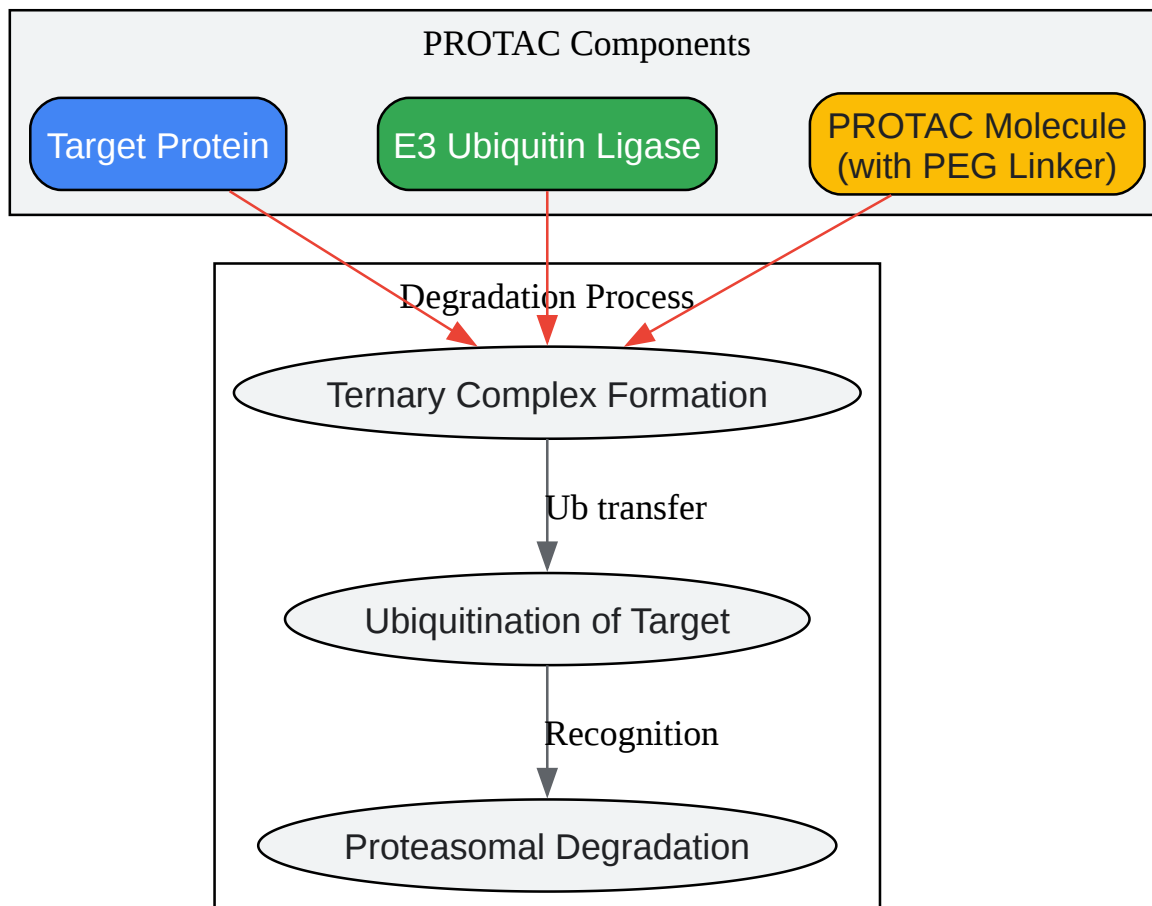 PROTAC Components
Target Protein
E3 Ubiquitin Ligase
PROTAC Molecule
(with PEG Linker)
Degradation Process
Ternary Complex Formation
Ub transfer
Ubiquitination of Target
Recognition
Proteasomal Degradation